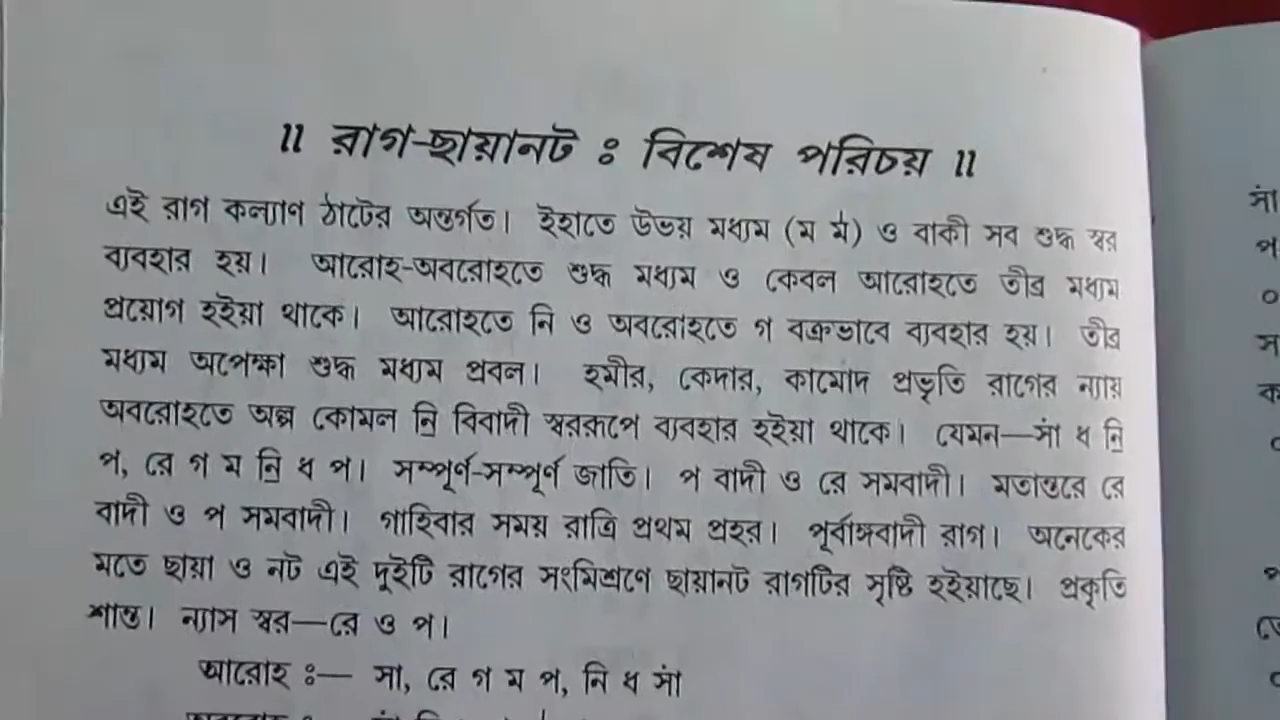 ॥ রাগ-ছায়ানট ঃ বিশেষ পরিচয় ॥
এই রাগ কল্যাণ ঠাটের অন্তর্গত। ইহাতে উভয় মধ্যম (ম র্ম) ও বাকী সব শুদ্ধ স্বর
ব্যবহার হয়। আরোহ-অবরোহতে শুদ্ধ মধ্যম ও কেবল আরোহতে তীব্র মধ্যম
প্রয়োগ হইয়া থাকে। আরোহতে নি ও অবরোহতে গ বক্রভাবে ব্যবহার হয়। তীব্র
মধ্যম অপেক্ষা শুদ্ধ মধ্যম প্রবল। হমীর, কেদার, কামোদ প্রভৃতি রাগের ন্যায়
অবরোহতে অল্প কোমল নি্ বিবাদী স্বররূপে ব্যবহার হইয়া থাকে। যেমন—র্সা ধ নি্
প, রে গ ম নি্ ধ প। সম্পূর্ণ-সম্পূর্ণ জাতি। প বাদী ও রে সমবাদী। মতান্তরে রে
বাদী ও প সমবাদী। গাহিবার সময় রাত্রি প্রথম প্রহর। পূর্বাঙ্গবাদী রাগ। অনেকের
মতে ছায়া ও নট এই দুইটি রাগের সংমিশ্রণে ছায়ানট রাগটির সৃষ্টি হইয়াছে। প্রকৃতি
শান্ত। ন্যাস স্বর—রে ও প।
আরোহ ঃ— সা, রে গ ম প, নি ধ র্সা